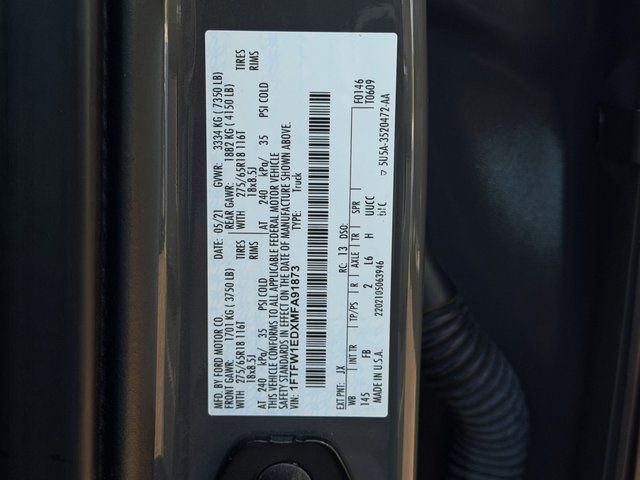 MFD. BY FORD MOTOR CO.
DATE: 05/21 GVWR: 3334 KG ( 7350 LB)
FRONT GAWR: 1701 KG ( 3750 LB) REAR GAWR: 1882 KG ( 4150 LB)
WITH 275/65R18 116T TIRES WITH 275/65R18 116T TIRES
18x8.5J RIMS 18x8.5J RIMS
AT 240 kPa/ 35 PSI COLD AT 240 kPa/ 35 PSI COLD
THIS VEHICLE CONFORMS TO ALL APPLICABLE FEDERAL MOTOR VEHICLE
SAFETY STANDARDS IN EFFECT ON THE DATE OF MANUFACTURE SHOWN ABOVE.
VIN: 1FTFW1EDXMFA91873 TYPE: Truck
F0146
T0609
EXT PNT: JX RC: 13 DSO:
WB INT TR TP/PS R AXLE TR SPR
145 FB 2 L6 H UUCC
MADE IN U.S.A. 2202105063946
5U5A-3520472-AA